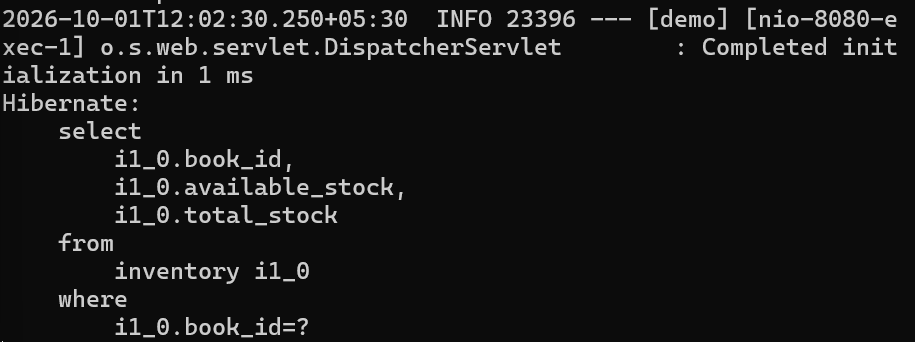 2026-10-01T12:02:30.250+05:30  INFO 23396 --- [demo] [nio-8080-e
xec-1] o.s.web.servlet.DispatcherServlet        : Completed init
ialization in 1 ms
Hibernate:
    select
        i1_0.book_id,
        i1_0.available_stock,
        i1_0.total_stock
    from
        inventory i1_0
    where
        i1_0.book_id=?